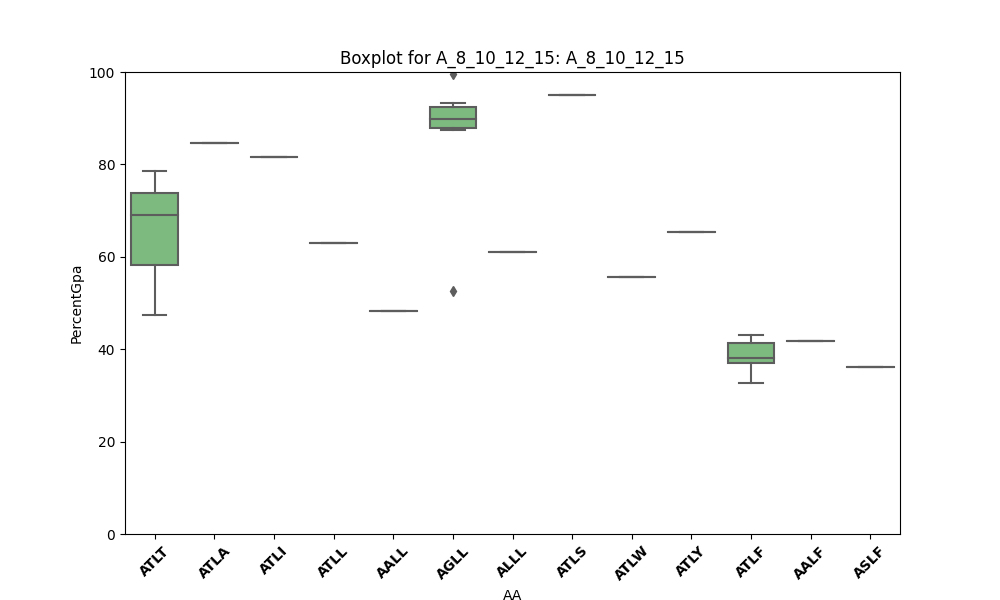 Boxplot for A_8_10_12_15: A_8_10_12_15
100
80
60
40
20
0
PercentGpa
ATLT ATLA ATLI ATLL AALL AGLL ALLL ATLS ATLW ATLY ATLF AALF ASLF
AA